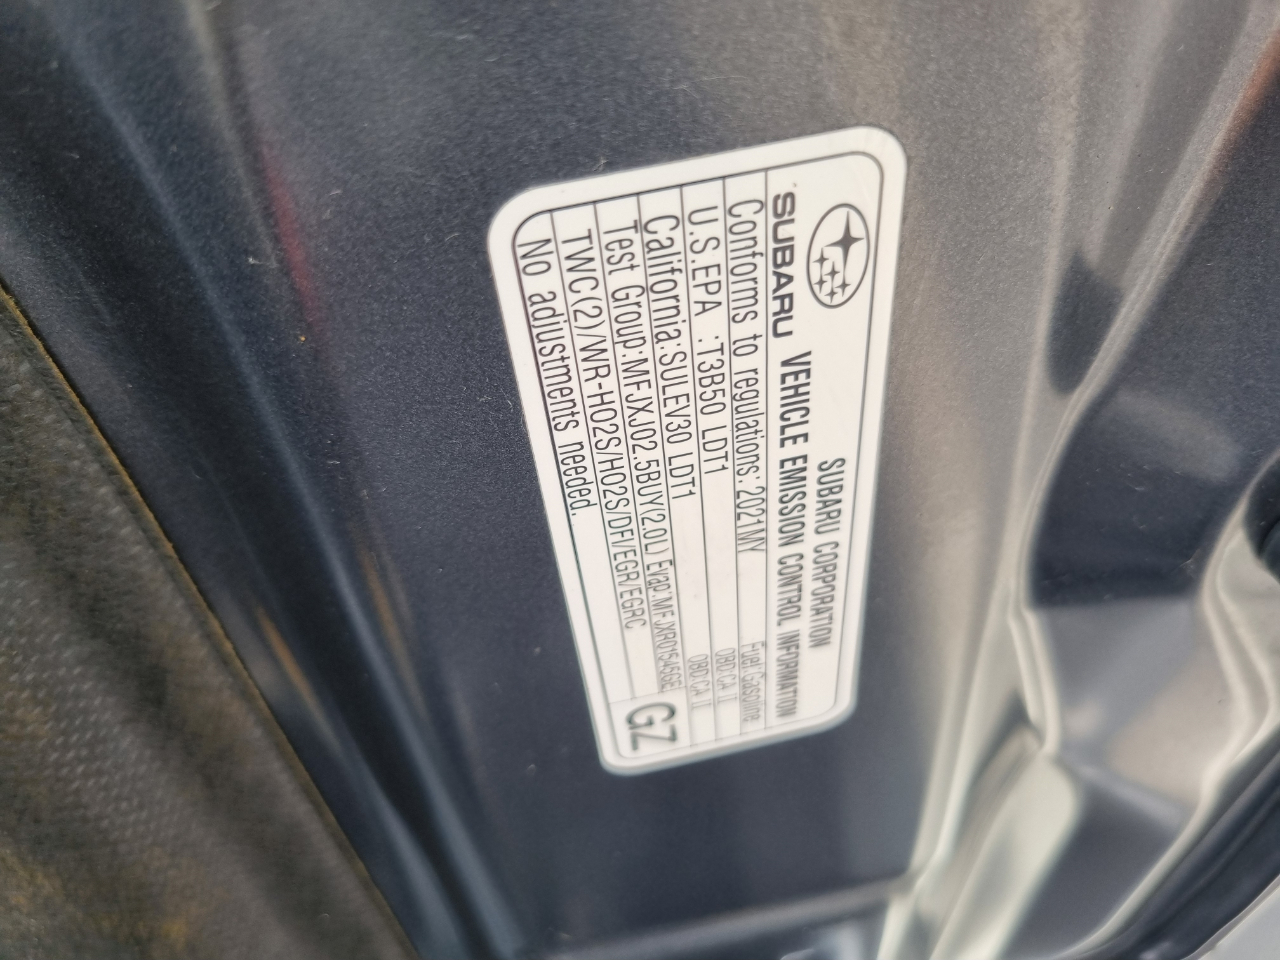 SUBARU CORPORATION
SUBARU VEHICLE EMISSION CONTROL INFORMATION
Conforms to regulations:2021MY Fuel:Gasoline
U.S.EPA :T3B50 LDT1 OBD:CA II
California:SULEV30 LDT1 OBD:CA II
Test Group:MFJXJ02.5BUY(2.0L) Evap:MFJXR0154SGE
TWC(2)/WR-HO2S/HO2S/DFI/EGR/EGRC
No adjustments needed.
GZ